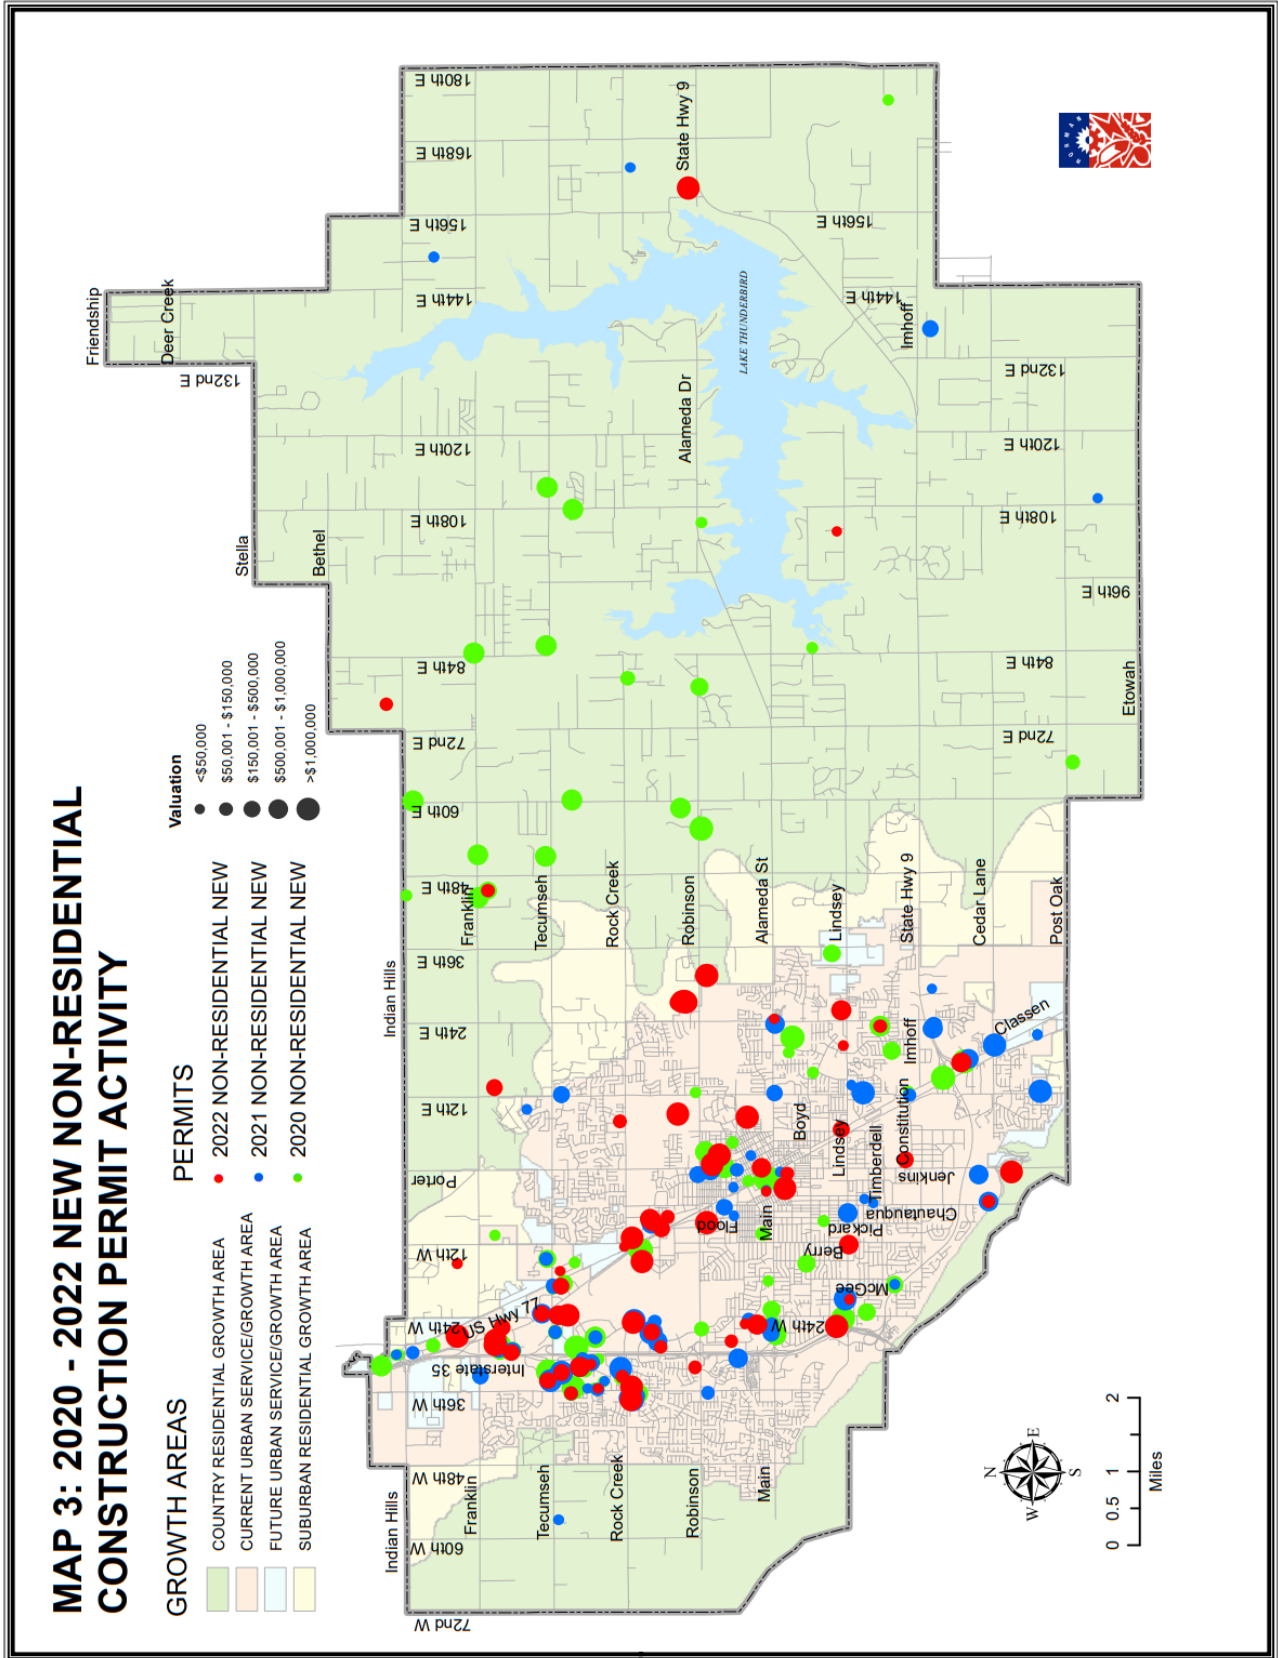 MAP 3: 2020 - 2022 NEW NON-RESIDENTIAL
CONSTRUCTION PERMIT ACTIVITY
GROWTH AREAS
COUNTRY RESIDENTIAL GROWTH AREA
CURRENT URBAN SERVICE/GROWTH AREA
FUTURE URBAN SERVICE/GROWTH AREA
SUBURBAN RESIDENTIAL GROWTH AREA
PERMITS
2022 NON-RESIDENTIAL NEW
2021 NON-RESIDENTIAL NEW
2020 NON-RESIDENTIAL NEW
Valuation
<$50,000
$50,001 - $150,000
$150,001 - $500,000
$500,001 - $1,000,000
>$1,000,000
Friendship
Deer Creek
132nd E
Stella
Bethel
Indian Hills
Indian Hills
72nd W
60th W
48th W
36th W
24th W
12th W
Porter
12th E
24th E
36th E
48th E
60th E
72nd E
84th E
108th E
120th E
144th E
156th E
168th E
180th E
Interstate 35
US Hwy 77
Franklin
Franklin
Tecumseh
Tecumseh
Rock Creek
Rock Creek
Robinson
Robinson
Alameda Dr
State Hwy 9
LAKE THUNDERBIRD
Main
Main
Flood
Alameda St
Boyd
Berry
24th W
McGee
Pickard
Chautauqua
Jenkins
Timberdell
Constitution
Lindsey
Lindsey
Imhoff
State Hwy 9
Classen
Cedar Lane
Post Oak
72nd E
84th E
96th E
108th E
120th E
132nd E
144th E
156th E
Imhoff
Etowah
N
W
E
S
0
0.5
1
2
Miles
NORMAN